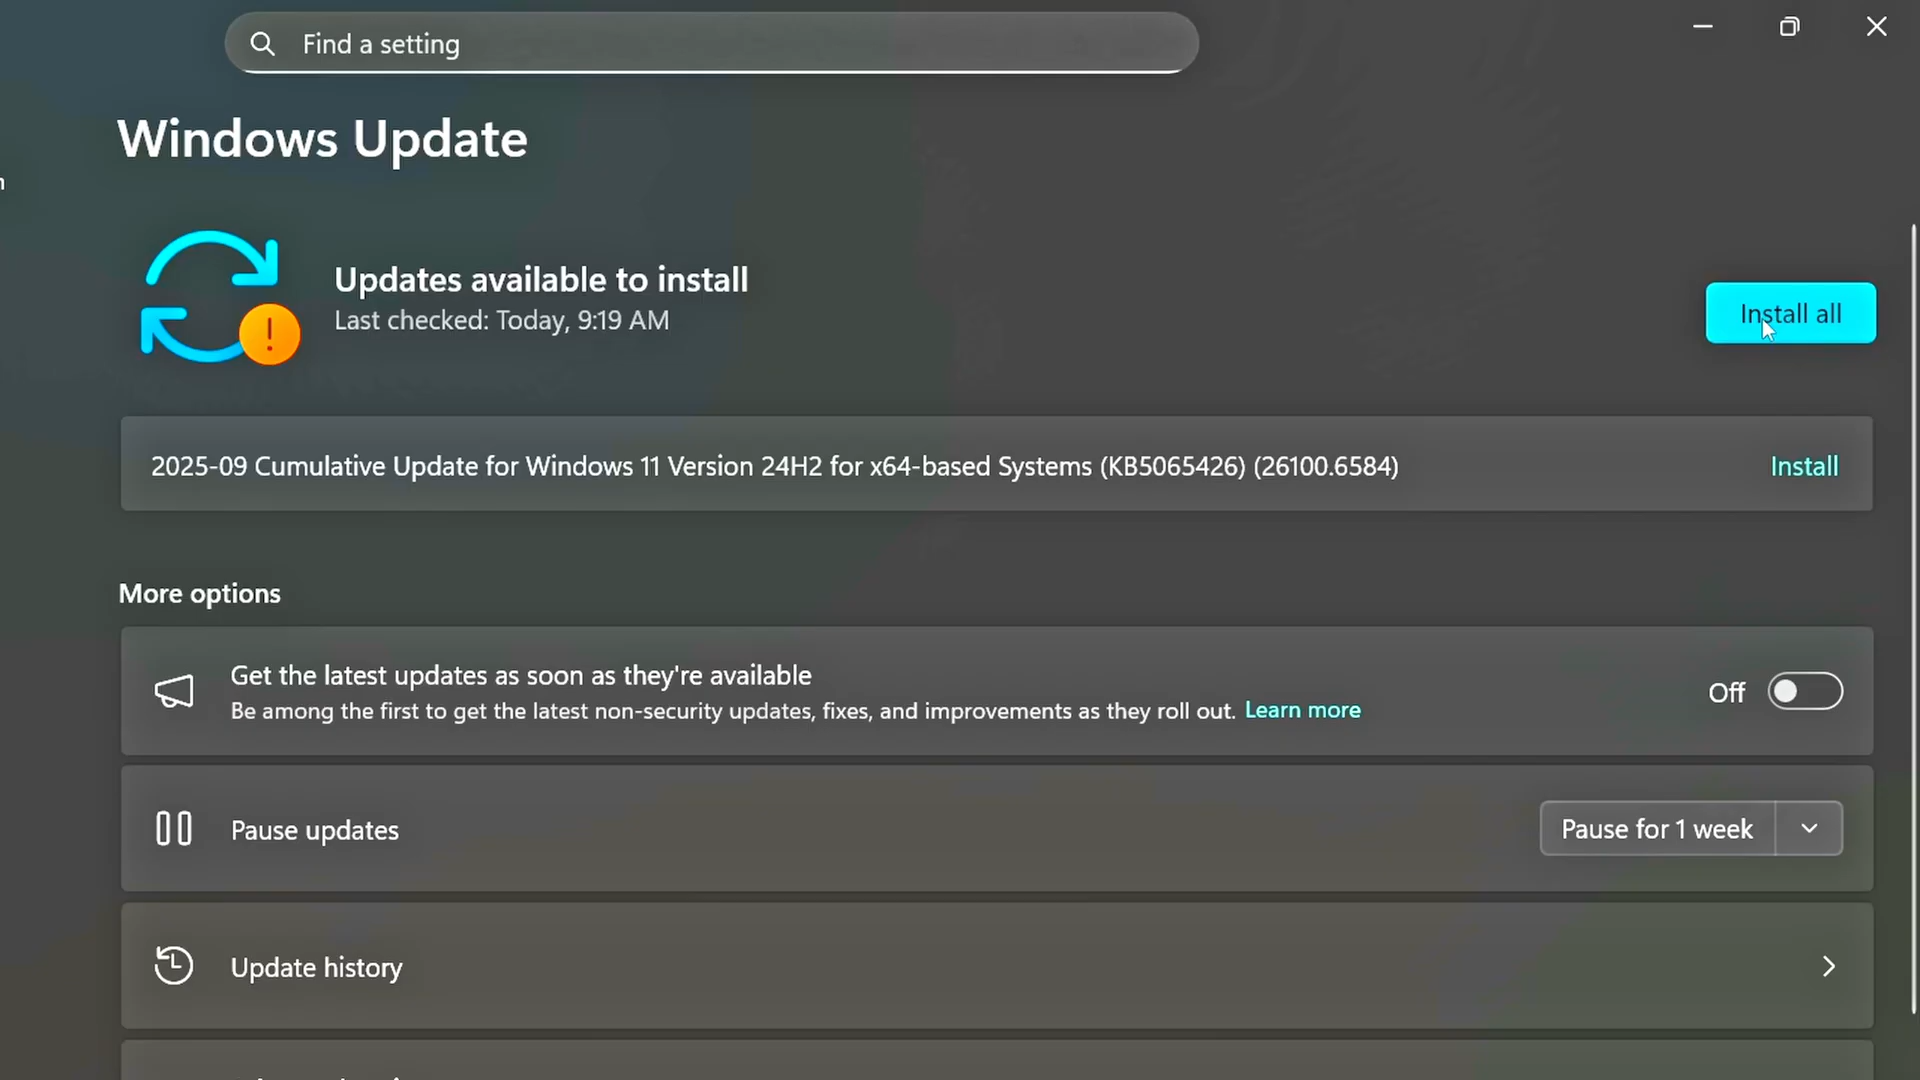 Find a setting
Windows Update
Updates available to install
Last checked: Today, 9:19 AM
Install all
2025-09 Cumulative Update for Windows 11 Version 24H2 for x64-based Systems (KB5065426) (26100.6584)
Install
More options
Get the latest updates as soon as they're available
Be among the first to get the latest non-security updates, fixes, and improvements as they roll out. Learn more
Off
Pause updates
Pause for 1 week
Update history